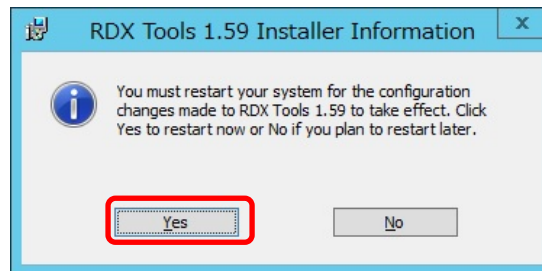 RDX Tools 1.59 Installer Information
x
You must restart your system for the configuration
changes made to RDX Tools 1.59 to take effect. Click
Yes to restart now or No if you plan to restart later.
Yes No